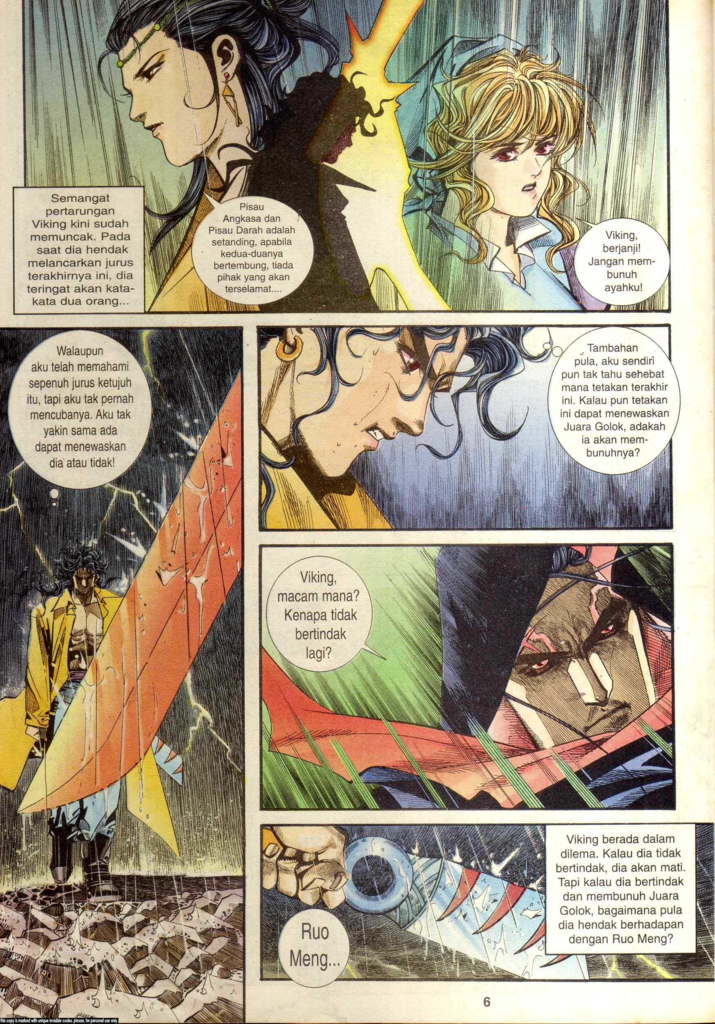 Semangat
pertarungan
Viking kini sudah
memuncak. Pada
saat dia hendak
melancarkan jurus
terakhirnya ini, dia
teringat akan kata-
kata dua orang...
Pisau
Angkasa dan
Pisau Darah adalah
setanding, apabila
kedua-duanya
bertembung, tiada
pihak yang akan
terselamat....
Viking,
berjanji!
Jangan mem-
bunuh
ayahku!
Walaupun
aku telah memahami
sepenuh jurus ketujuh
itu, tapi aku tak pernah
mencubanya. Aku tak
yakin sama ada
dapat menewaskan
dia atau tidak!
Tambahan
pula, aku sendiri
pun tak tahu sehebat
mana tetakan terakhir
ini. Kalau pun tetakan
ini dapat menewaskan
Juara Golok, adakah
ia akan mem-
bunuhnya?
Viking,
macam mana?
Kenapa tidak
bertindak
lagi?
Viking berada dalam
dilema. Kalau dia tidak
bertindak, dia akan mati.
Tapi kalau dia bertindak
dan membunuh Juara
Golok, bagaimana pula
dia hendak berhadapan
dengan Ruo Meng?
Ruo
Meng...
6